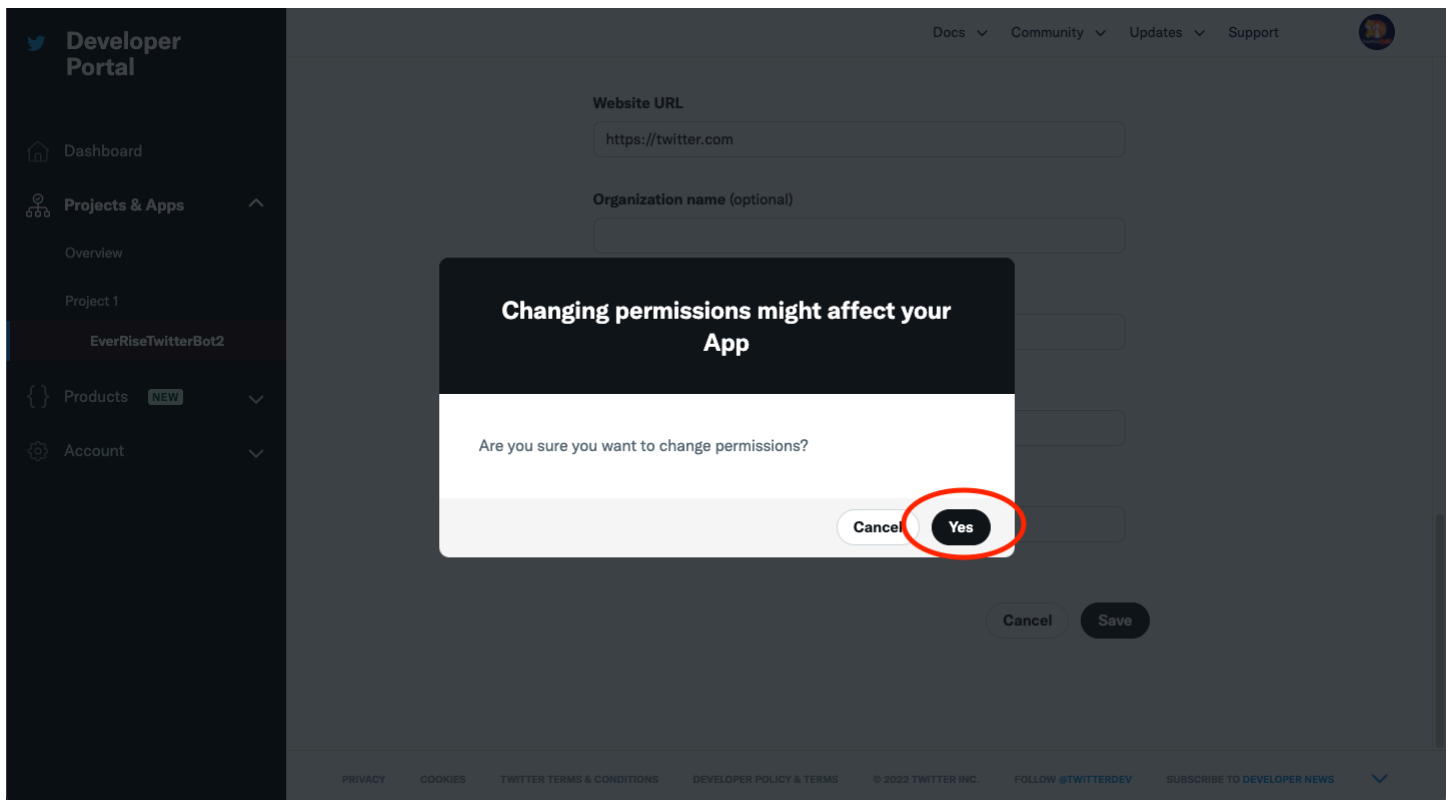 Developer
Portal
Docs Community Updates Support
Dashboard
Projects & Apps
Overview
Project 1
EverRiseTwitterBot2
Products NEW
Account
Website URL
https://twitter.com
Organization name (optional)
Changing permissions might affect your
App
Are you sure you want to change permissions?
Cancel Yes
Cancel Save
PRIVACY COOKIES TWITTER TERMS & CONDITIONS DEVELOPER POLICY & TERMS © 2022 TWITTER INC. FOLLOW @TWITTERDEV SUBSCRIBE TO DEVELOPER NEWS